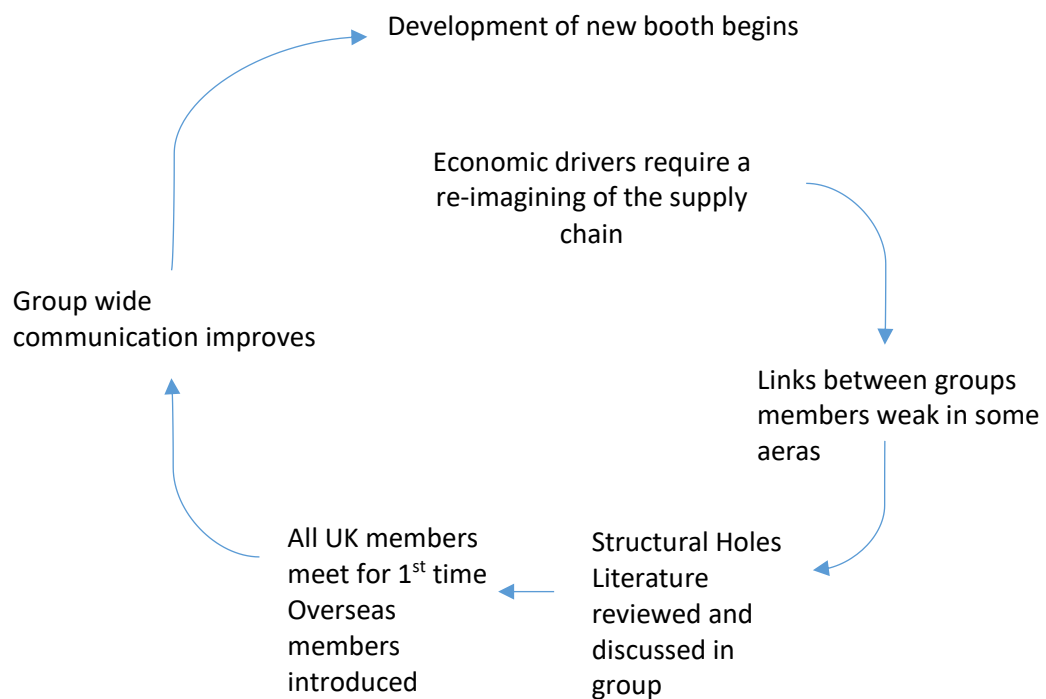 Development of new booth begins
Economic drivers require a
re-imagining of the supply
chain
Links between groups
members weak in some
aeras
Structural Holes
Literature
reviewed and
discussed in
group
All UK members
meet for 1st time
Overseas
members
introduced
Group wide
communication improves